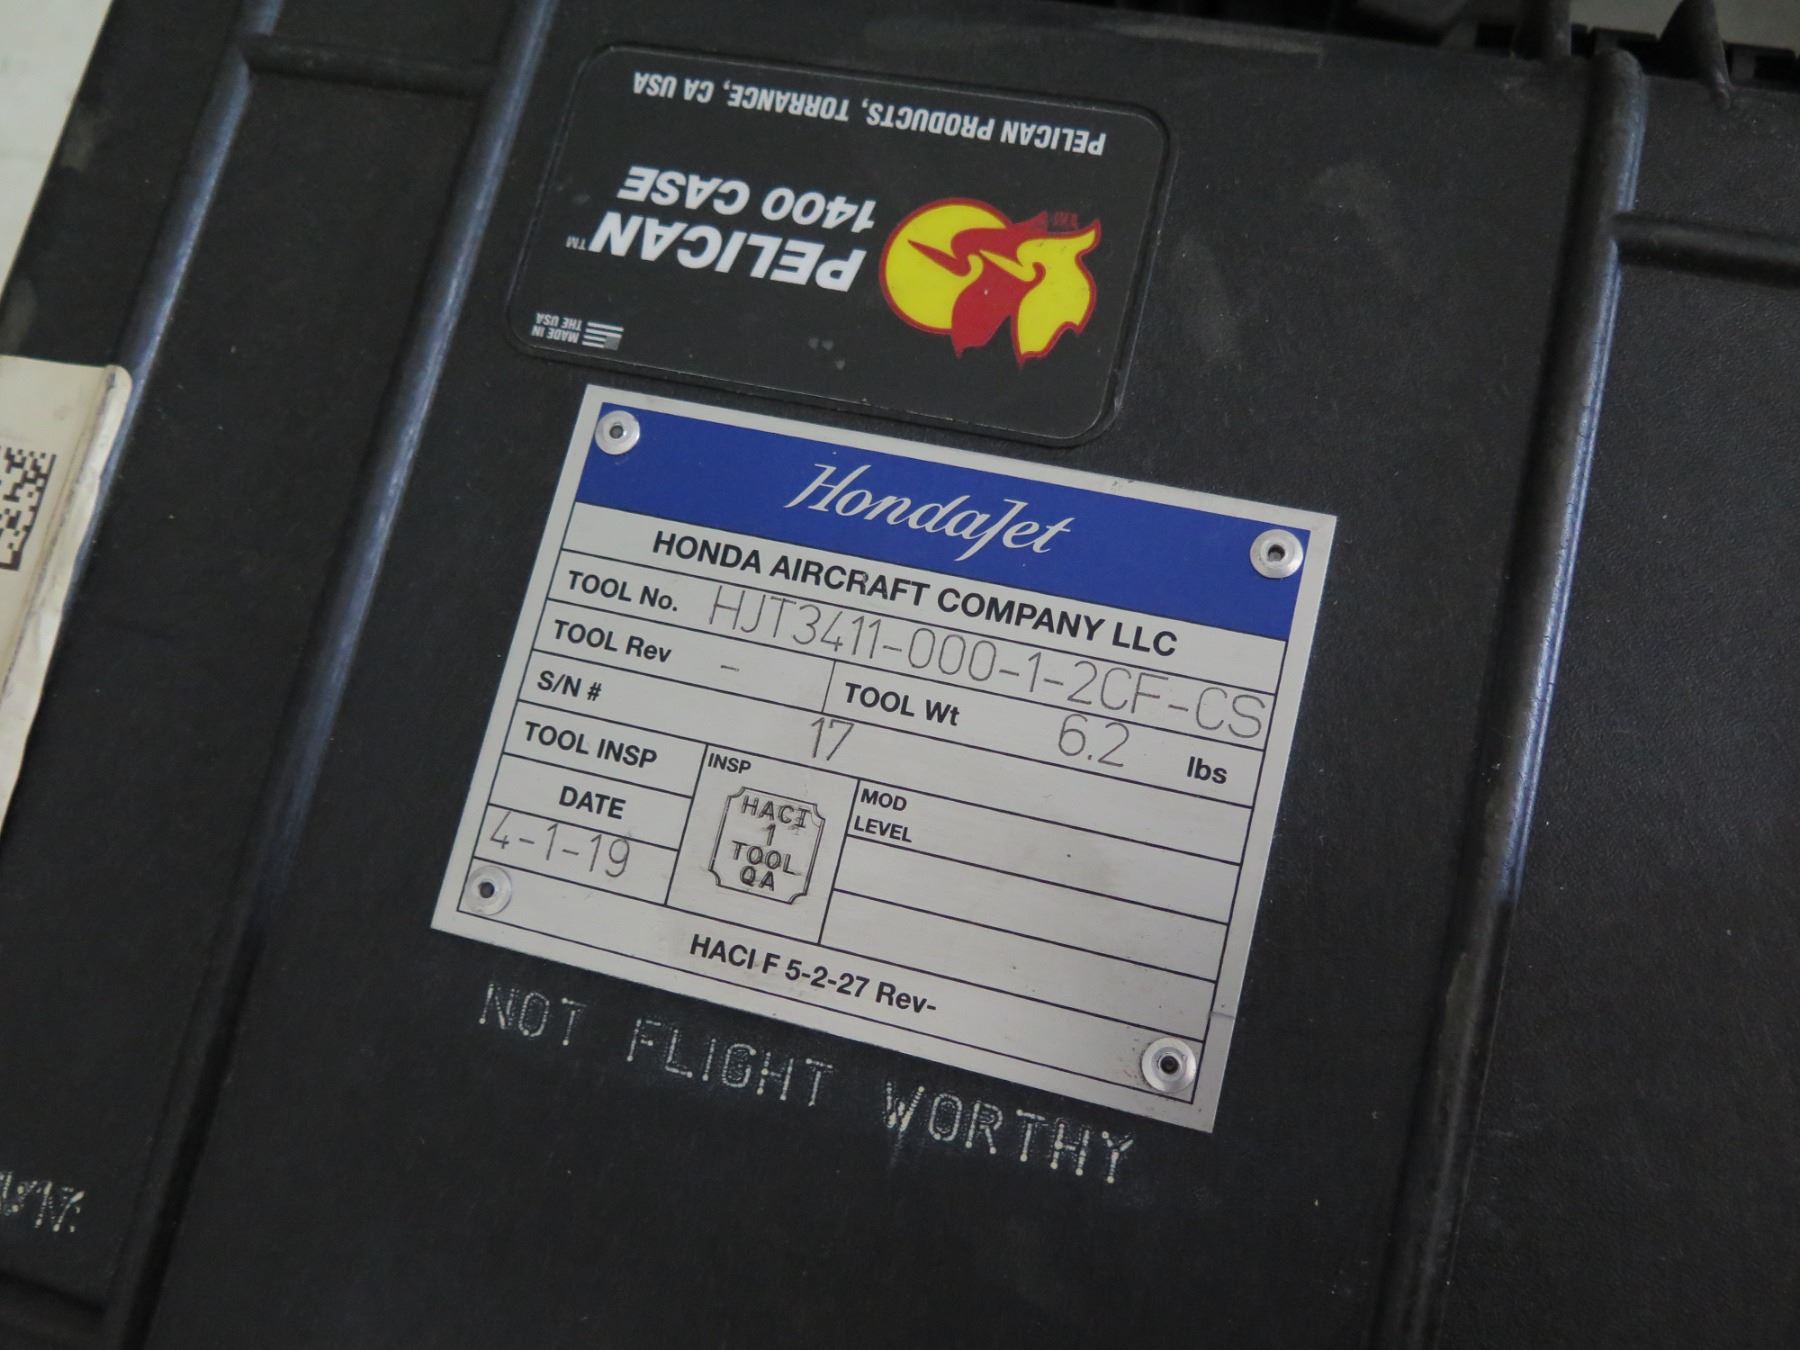 PELICAN PRODUCTS, TORRANCE, CA USA
PELICAN™
1400 CASE
MADE IN
THE USA
HondaJet
HONDA AIRCRAFT COMPANY LLC
TOOL No. HJT3411-000-1-2CF-CS
TOOL Rev - TOOL Wt 6.2 lbs
S/N # 17
TOOL INSP
DATE
4-1-19
INSP
HACI
1
TOOL
QA
MOD
LEVEL
HACI F 5-2-27 Rev-
NOT FLIGHT WORTHY